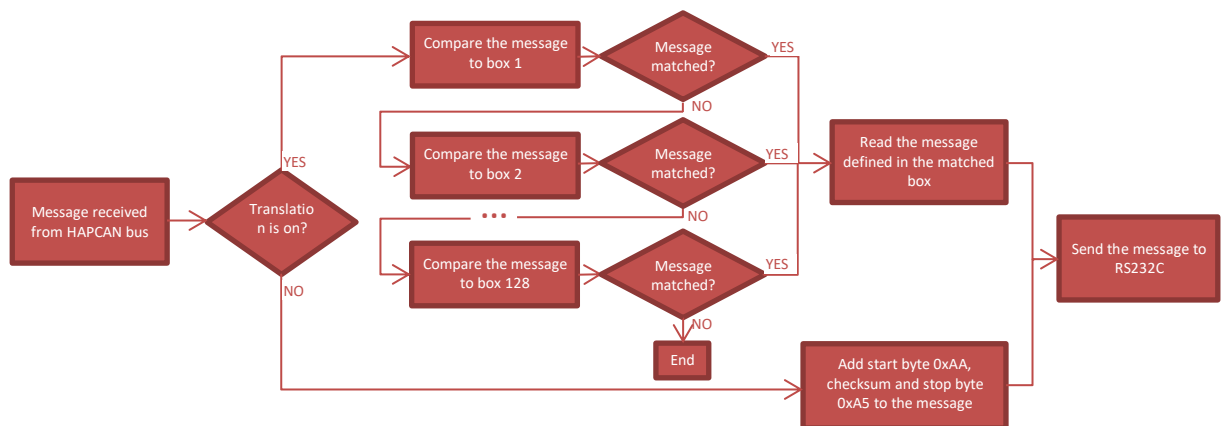 Message received
from HAPCAN bus
Translatio
n is on?
YES
NO
Compare the message
to box 1
Message
matched?
YES
NO
Compare the message
to box 2
Message
matched?
YES
NO
...
Compare the message
to box 128
Message
matched?
YES
NO
End
Read the message
defined in the matched
box
Add start byte 0xAA,
checksum and stop byte
0xA5 to the message
Send the message to
RS232C